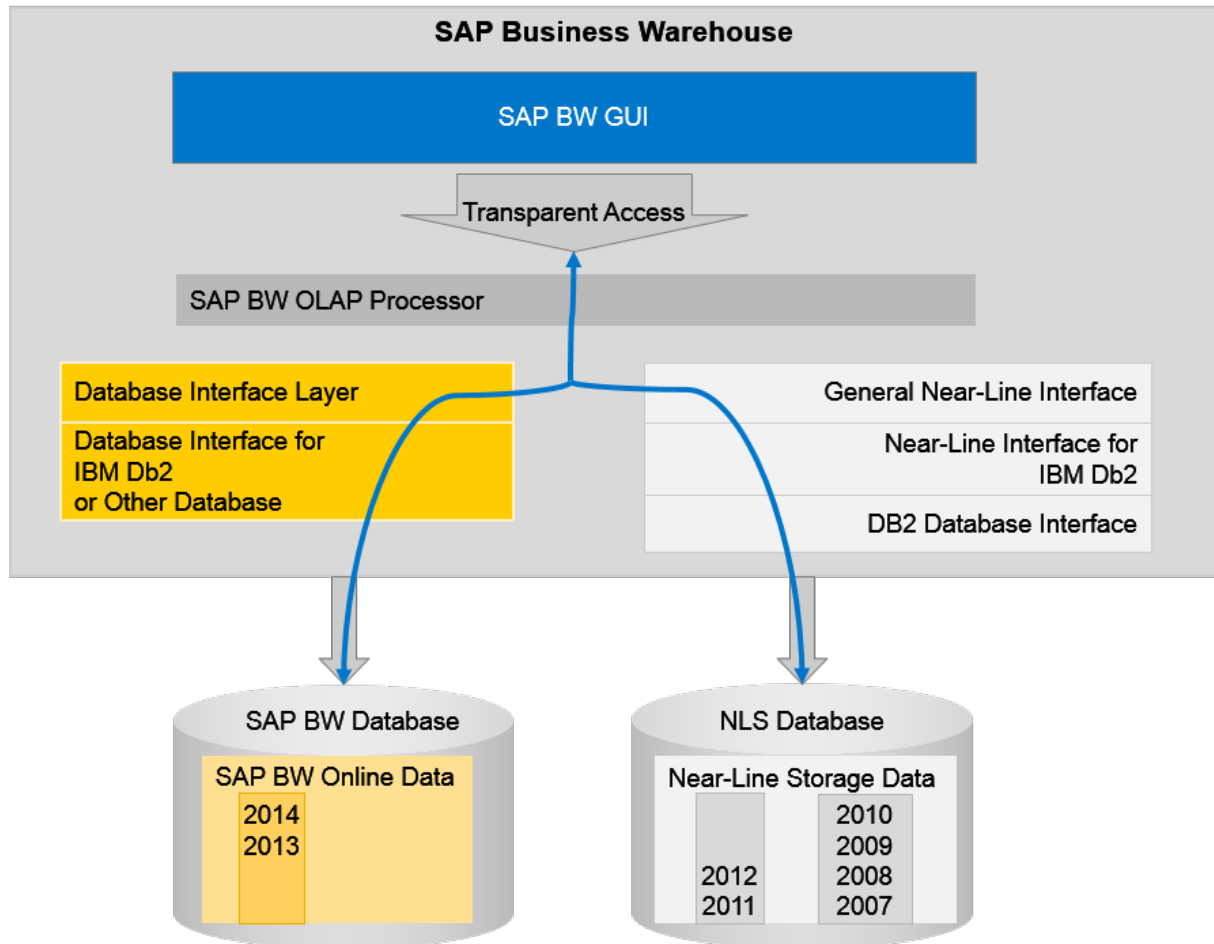 SAP Business Warehouse
SAP BW GUI
Transparent Access
SAP BW OLAP Processor
Database Interface Layer
Database Interface for
IBM Db2
or Other Database
General Near-Line Interface
Near-Line Interface for
IBM Db2
DB2 Database Interface
SAP BW Database
SAP BW Online Data
2014
2013
NLS Database
Near-Line Storage Data
2012
2011
2010
2009
2008
2007